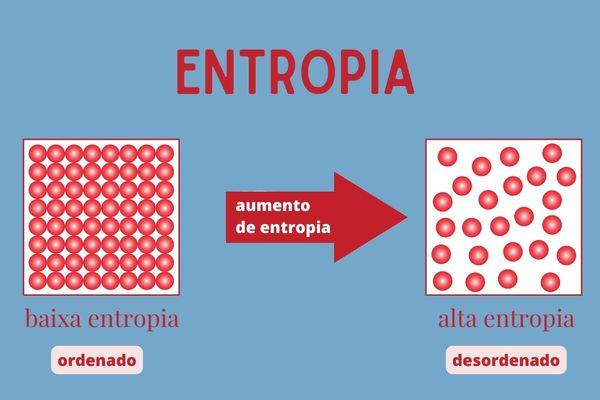 ENTROPIA
aumento
de entropia
baixa entropia
alta entropia
ordenado
desordenado